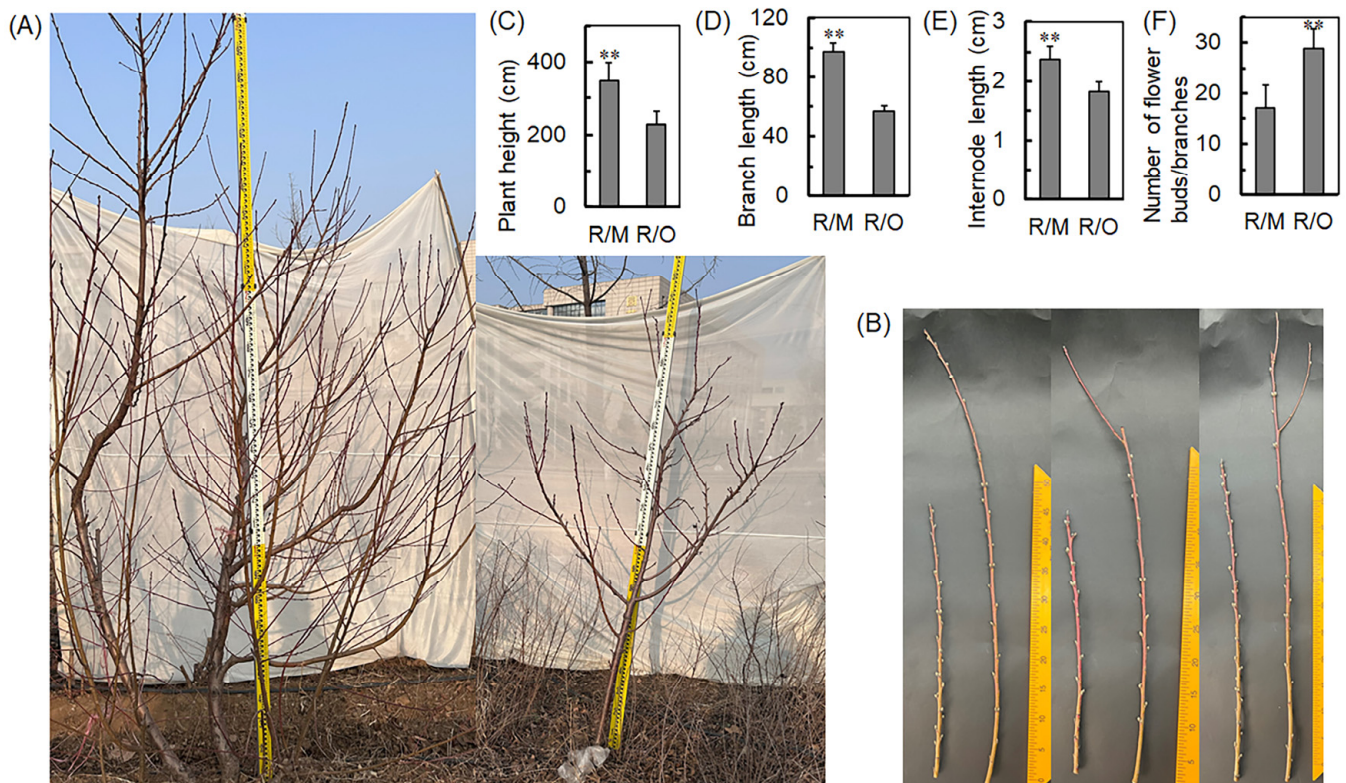 (A)
(C)
Plant height (cm)
400
200
0
**
R/M R/O
(D)
Branch length (cm)
120
80
40
0
**
R/M R/O
(E)
Internode length (cm)
3
2
1
0
**
R/M R/O
(F)
Number of flower
buds/branches
30
20
10
0
**
R/M R/O
(B)